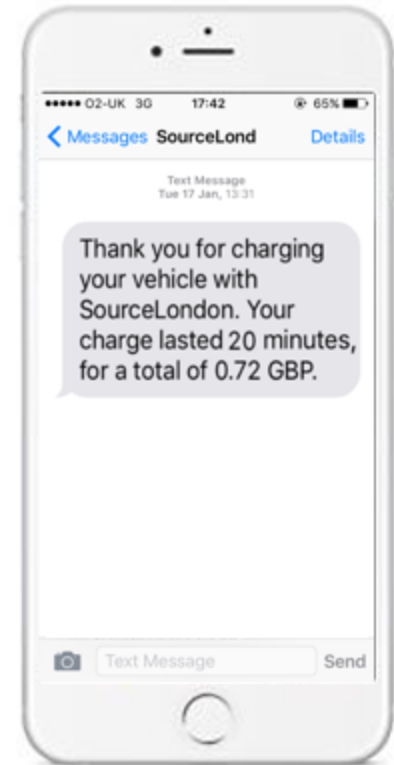 ●●●●● O2-UK 3G 17:42 65%
Messages SourceLond Details
Text Message
Tue 17 Jan, 13:31
Thank you for charging
your vehicle with
SourceLondon. Your
charge lasted 20 minutes,
for a total of 0.72 GBP.
Text Message Send